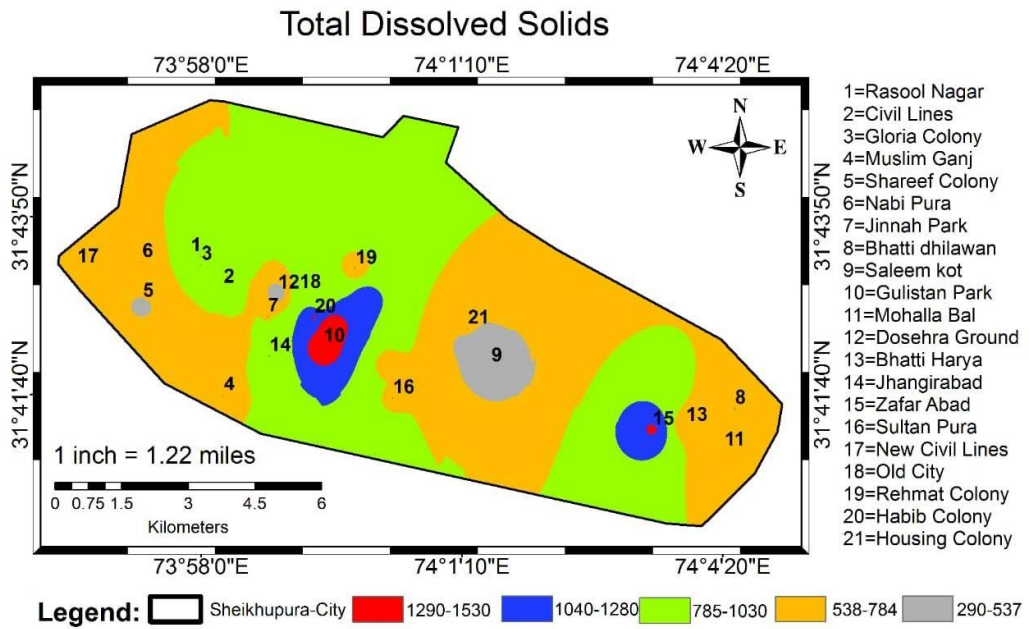 Total Dissolved Solids
73°58'0"E 74°1'10"E 74°4'20"E
N
W E
S
31°43'50"N
31°43'50"N
31°41'40"N
31°41'40"N
1
3
2
6
17
5
12 18
7
19
20
10
14
4
16
21
9
15
13
8
11
1 inch = 1.22 miles
0 0.75 1.5 3 4.5 6
Kilometers
73°58'0"E 74°1'10"E 74°4'20"E
1=Rasool Nagar
2=Civil Lines
3=Gloria Colony
4=Muslim Ganj
5=Shareef Colony
6=Nabi Pura
7=Jinnah Park
8=Bhatti dhilawan
9=Saleem kot
10=Gulistan Park
11=Mohalla Bal
12=Dosehra Ground
13=Bhatti Harya
14=Jhangirabad
15=Zafar Abad
16=Sultan Pura
17=New Civil Lines
18=Old City
19=Rehmat Colony
20=Habib Colony
21=Housing Colony
Legend: Sheikhupura-City 1290-1530 1040-1280 785-1030 538-784 290-537